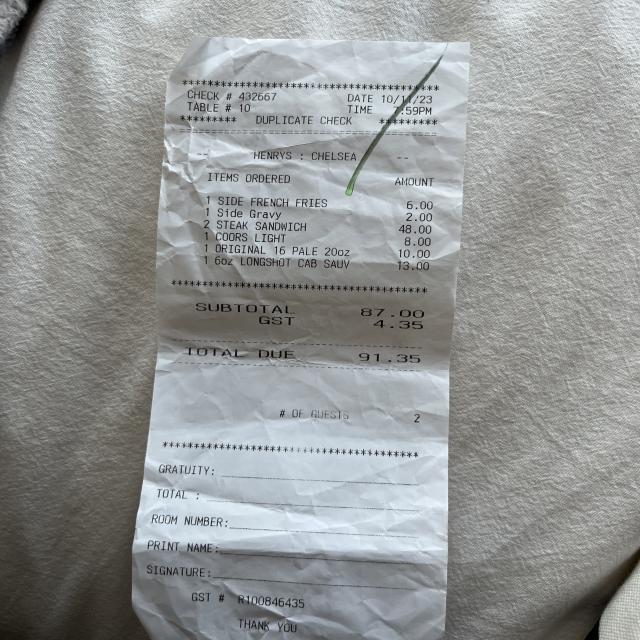 ****************************************
CHECK # 432667 DATE 10/11/23
TABLE # 10 TIME 7:59PM
********* DUPLICATE CHECK *********
-- HENRYS : CHELSEA --
ITEMS ORDERED AMOUNT
1 SIDE FRENCH FRIES 6.00
1 Side Gravy 2.00
2 STEAK SANDWICH 48.00
1 COORS LIGHT 8.00
1 ORIGINAL 16 PALE 20oz 10.00
1 6oz LONGSHOT CAB SAUV 13.00
****************************************
SUBTOTAL 87.00
GST 4.35
TOTAL DUE 91.35
# OF GUESTS 2
****************************************
GRATUITY:
TOTAL :
ROOM NUMBER:
PRINT NAME:
SIGNATURE:
GST # R100846435
THANK YOU